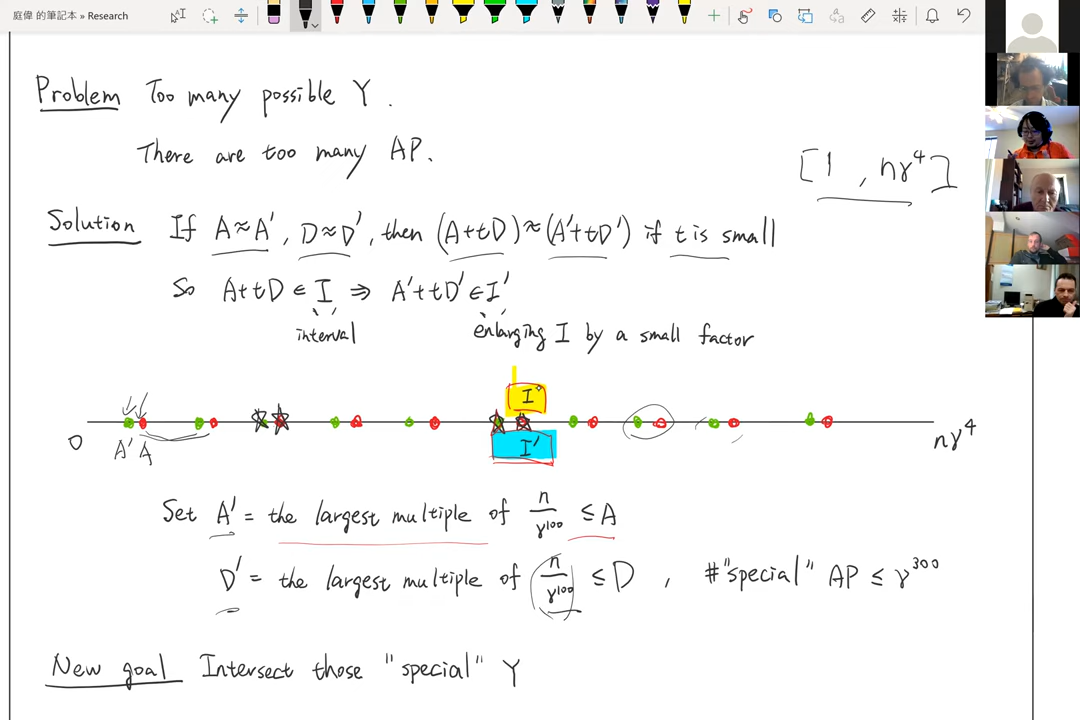 庭偉 的筆記本 » Research
Problem Too many possible Y.
There are too many AP.
[1, nγ⁴]
Solution If A≈A', D≈D', then (A+tD)≈(A'+tD') if t is small
So A+tD ∈ I ⇒ A'+tD' ∈ I'
interval enlarging I by a small factor
I
0 A' A I' nγ⁴
Set A' = the largest multiple of n/γ¹⁰⁰ ≤ A
D' = the largest multiple of n/γ¹⁰⁰ ≤ D, #"special" AP ≤ γ³⁰⁰
New goal Intersect those "special" Y